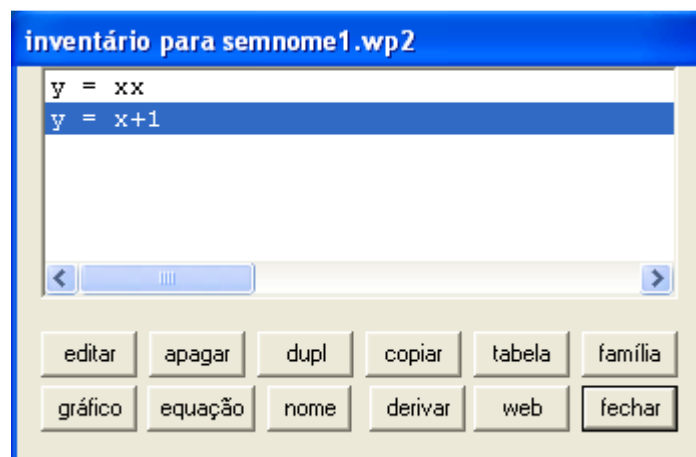 inventário para semnome1.wp2
y = xx
y = x+1
editar apagar dupl copiar tabela família
gráfico equação nome derivar web fechar